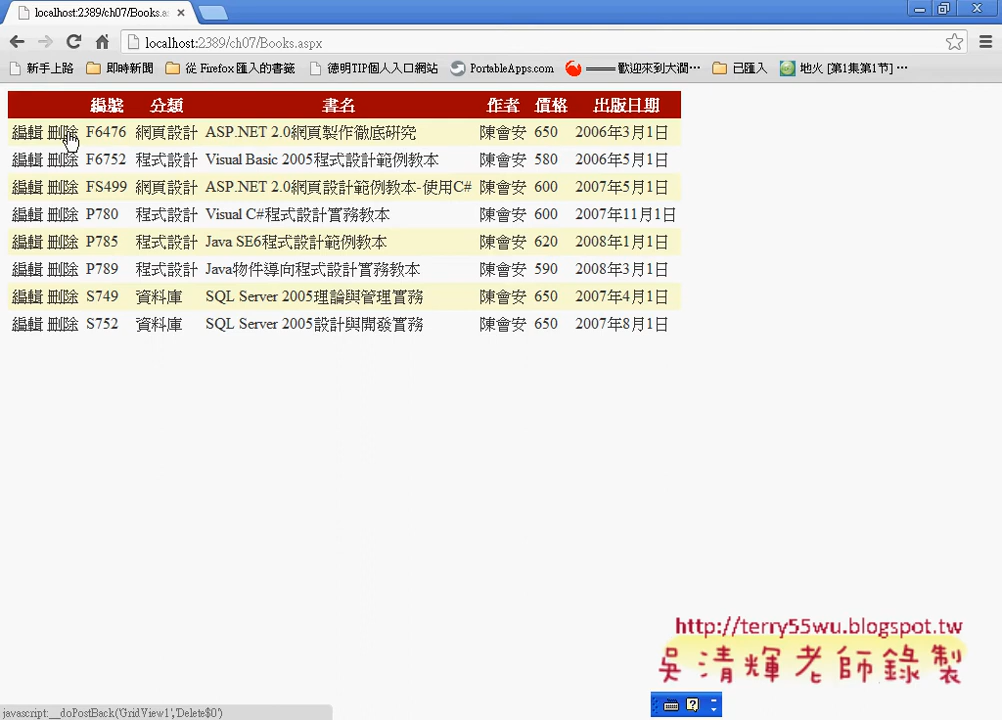 localhost:2389/ch07/Books.a
localhost:2389/ch07/Books.aspx
新手上路 即時新聞 從 Firefox 匯入的書籤 德明TIP個人入口網站 PortableApps.com ═══歡迎來到大澗… 已匯入 地火 [第1集第1节] …
編號 分類 書名 作者 價格 出版日期
編輯 刪除 F6476 網頁設計 ASP.NET 2.0網頁製作徹底研究 陳會安 650 2006年3月1日
編輯 刪除 F6752 程式設計 Visual Basic 2005程式設計範例教本 陳會安 580 2006年5月1日
編輯 刪除 FS499 網頁設計 ASP.NET 2.0網頁設計範例教本-使用C# 陳會安 600 2007年5月1日
編輯 刪除 P780 程式設計 Visual C#程式設計實務教本 陳會安 600 2007年11月1日
編輯 刪除 P785 程式設計 Java SE6程式設計範例教本 陳會安 620 2008年1月1日
編輯 刪除 P789 程式設計 Java物件導向程式設計實務教本 陳會安 590 2008年3月1日
編輯 刪除 S749 資料庫 SQL Server 2005理論與管理實務 陳會安 650 2007年4月1日
編輯 刪除 S752 資料庫 SQL Server 2005設計與開發實務 陳會安 650 2007年8月1日
http://terry55wu.blogspot.tw
吳清輝老師錄製
javascript:__doPostBack('GridView1','Delete$0')